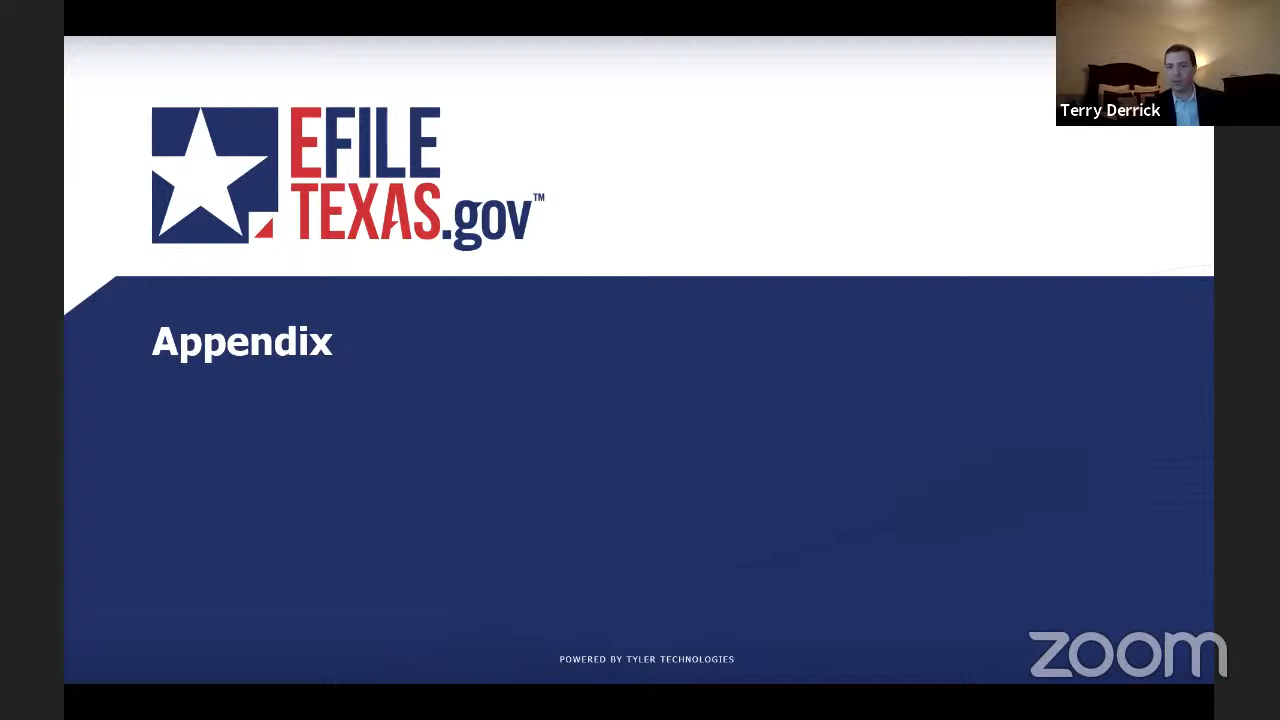 EFILE
TEXAS.gov™
Terry Derrick
Appendix
POWERED BY TYLER TECHNOLOGIES
zoom